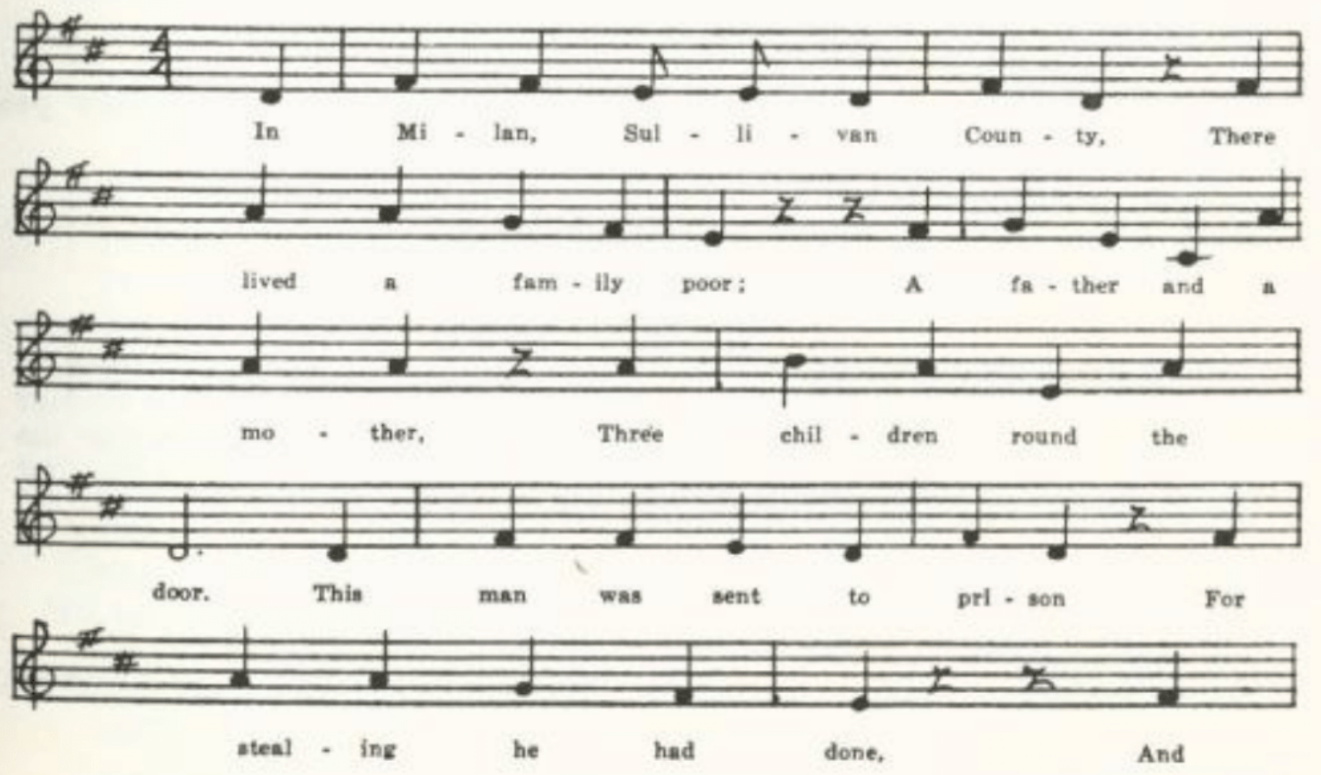 In Mi - lan, Sul - li - van Coun - ty, There
lived a fam - ily poor; A fa - ther and a
mo - ther, Three chil - dren round the
door. This man was sent to pri - son For
steal - ing he had done, And